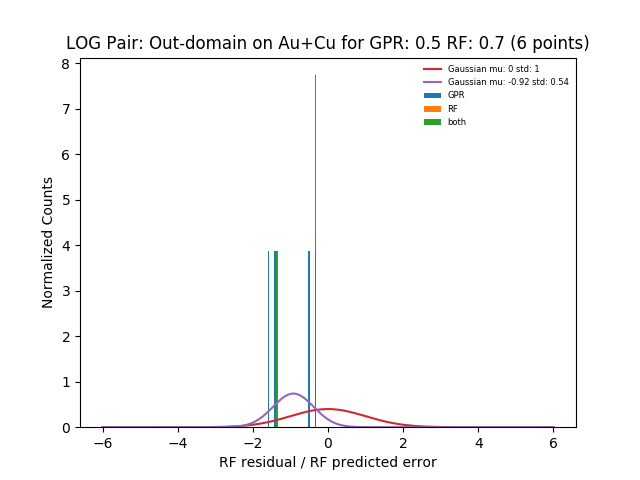 LOG Pair: Out-domain on Au+Cu for GPR: 0.5 RF: 0.7 (6 points)
Normalized Counts
8
7
6
5
4
3
2
1
0
Gaussian mu: 0 std: 1
Gaussian mu: -0.92 std: 0.54
GPR
RF
both
−6 −4 −2 0 2 4 6
RF residual / RF predicted error